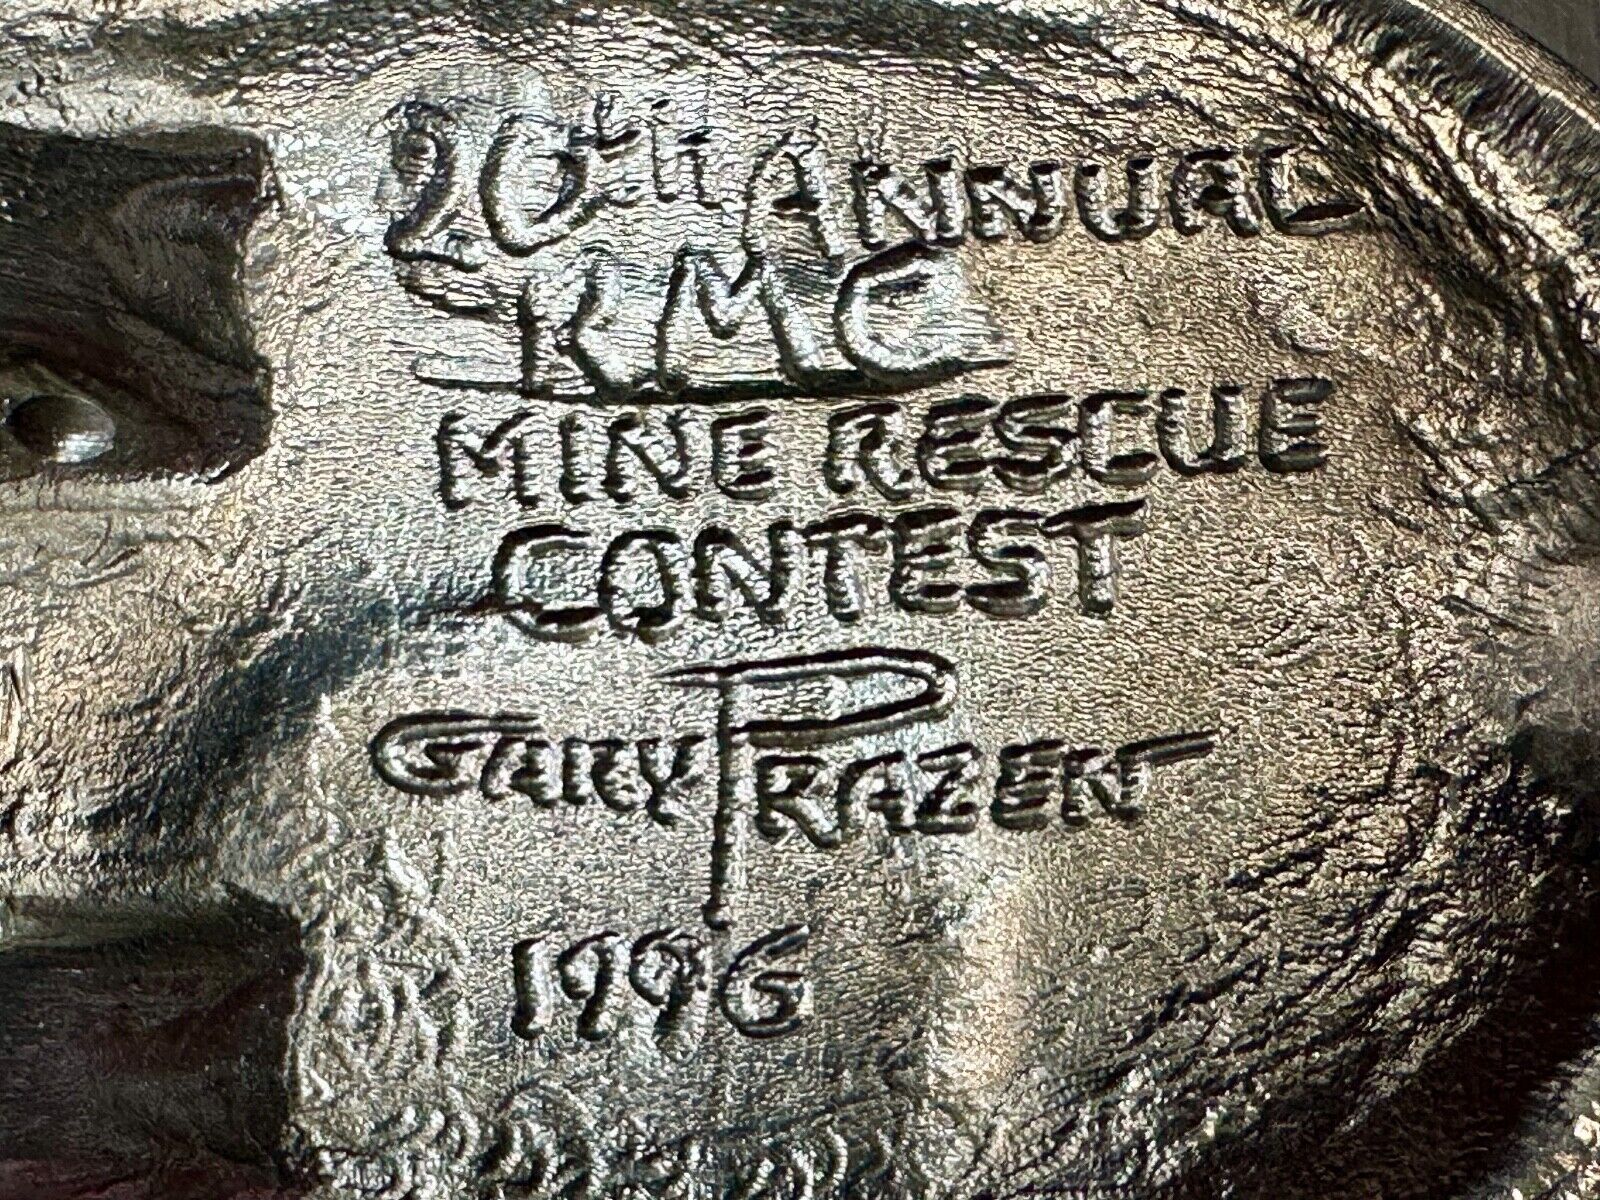 20th ANNUAL
KMC
MINE RESCUE
CONTEST
GARY PRAZEN
1996